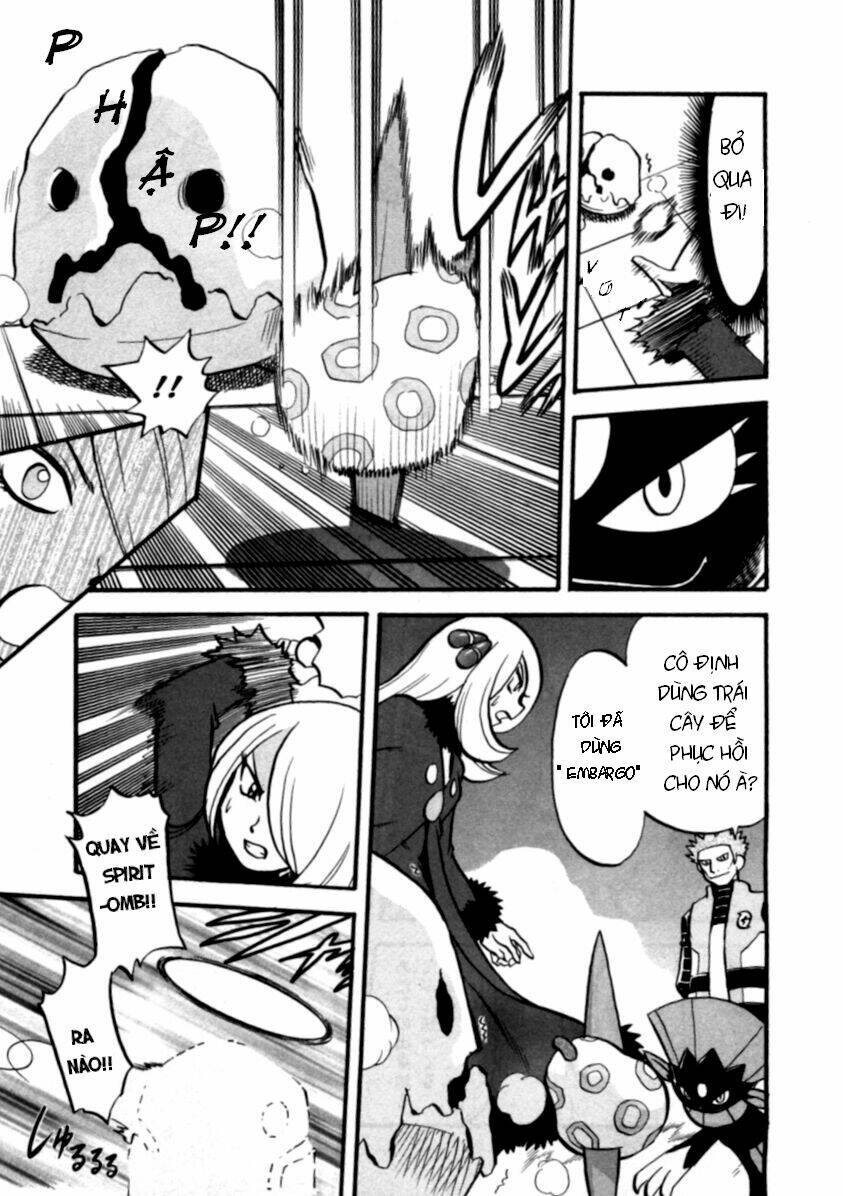 BỎ
QUA
ĐI!
VÚT
P
H
Ậ
P!!
!!
CÔ ĐỊNH
DÙNG TRÁI
CÂY ĐỂ
PHỤC HỒI
CHO NÓ À?
TÔI ĐÃ
DÙNG
"EMBARGO"
QUAY VỀ
SPIRIT
-OMB!!
RA
NÀO!!
しゅるるる